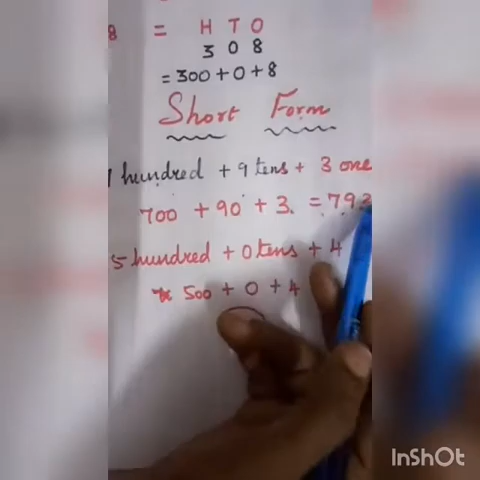 8 = H T O
3 0 8
= 300 + 0 + 8
Short Form
hundred + 9 tens + 3 one
700 + 90 + 3. = 793
5 hundred + 0 tens + 4
500 + 0 + 4
InShOt